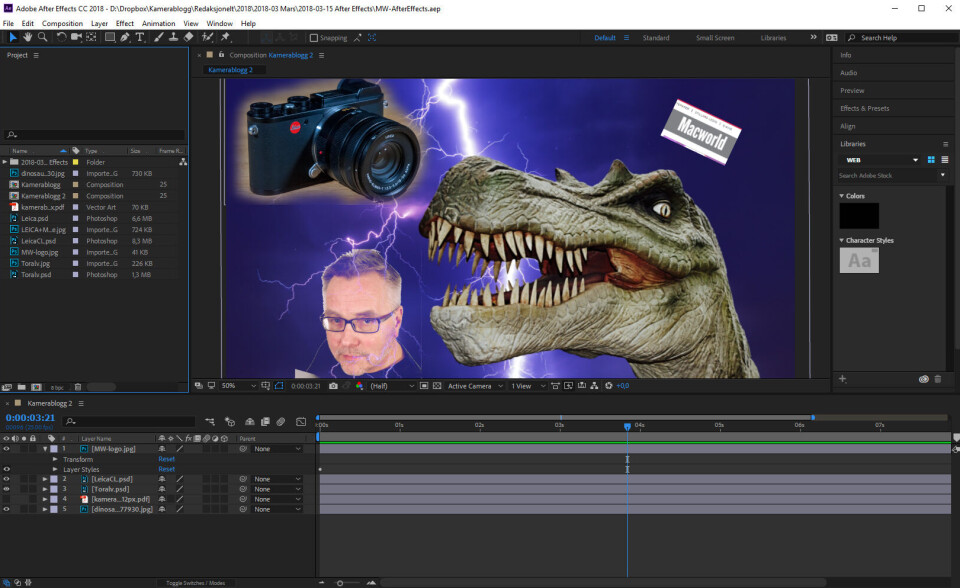 Adobe After Effects CC 2018 - D:\Dropbox\Kamerablogg\Redaksjonelt\2018\2018-03 Mars\2018-03-15 After Effects\MW-AfterEffects.aep
File Edit Composition Layer Effect Animation View Window Help
Snapping Default Standard Small Screen Libraries Search Help
Project
Composition Kamerablogg 2
Kamerablogg 2
Name Type Size Frame R...
2018-03... Effects Folder
dinosau...30.jpg Importe...G 730 KB
Kamerablogg Composition 25
Kamerablogg 2 Composition 25
kamerab...x.pdf Vector Art 70 KB
Leica.psd Photoshop 6,6 MB
LEICA+M...e.jpg Importe...G 724 KB
LeicaCL.psd Photoshop 8,3 MB
MW-logo.jpg Importe...G 41 KB
Toralv.jpg Importe...G 226 KB
Toralv.psd Photoshop 1,3 MB
8 bpc
Macworld
50% 0:00:03:21 (Half) Active Camera 1 View +0,0
Info
Audio
Preview
Effects & Presets
Align
Libraries
WEB
Search Adobe Stock
Colors
Character Styles
Aa
Kamerablogg 2
0:00:03:21
# Layer Name fx Parent
:00s 01s 02s 03s 04s 05s 06s 07s
1 [MW-logo.jpg] None
Transform Reset
Layer Styles Reset
2 [LeicaCL.psd] None
3 [Toralv.psd] None
4 [kamera...12px.pdf] None
5 [dinosa...77930.jpg] None
Toggle Switches / Modes